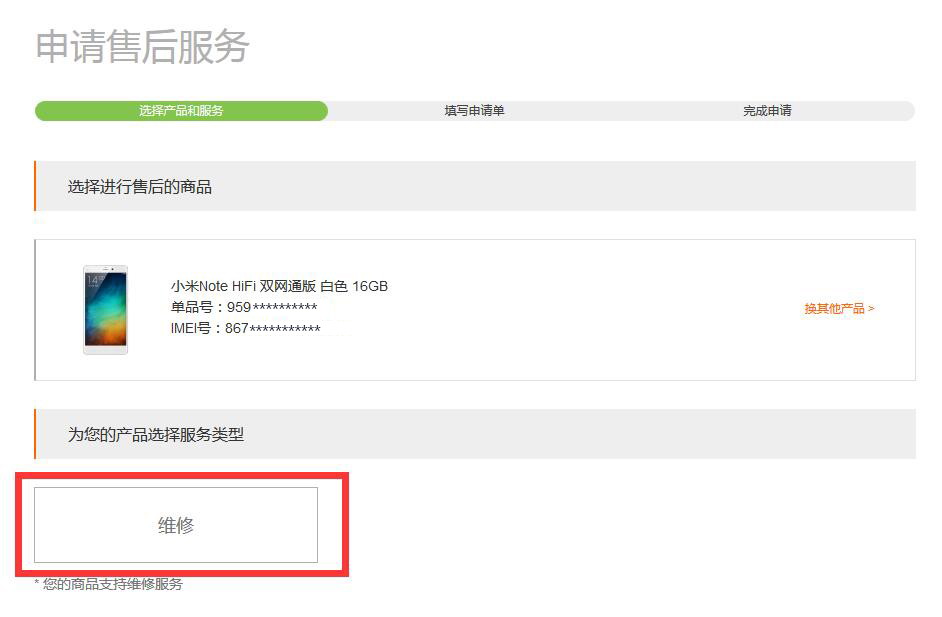 申请售后服务
选择产品和服务 填写申请单 完成申请
选择进行售后的商品
14
小米Note HiFi 双网通版 白色 16GB
单品号：959**********
IMEI号：867***********
换其他产品 >
为您的产品选择服务类型
维修
* 您的商品支持维修服务